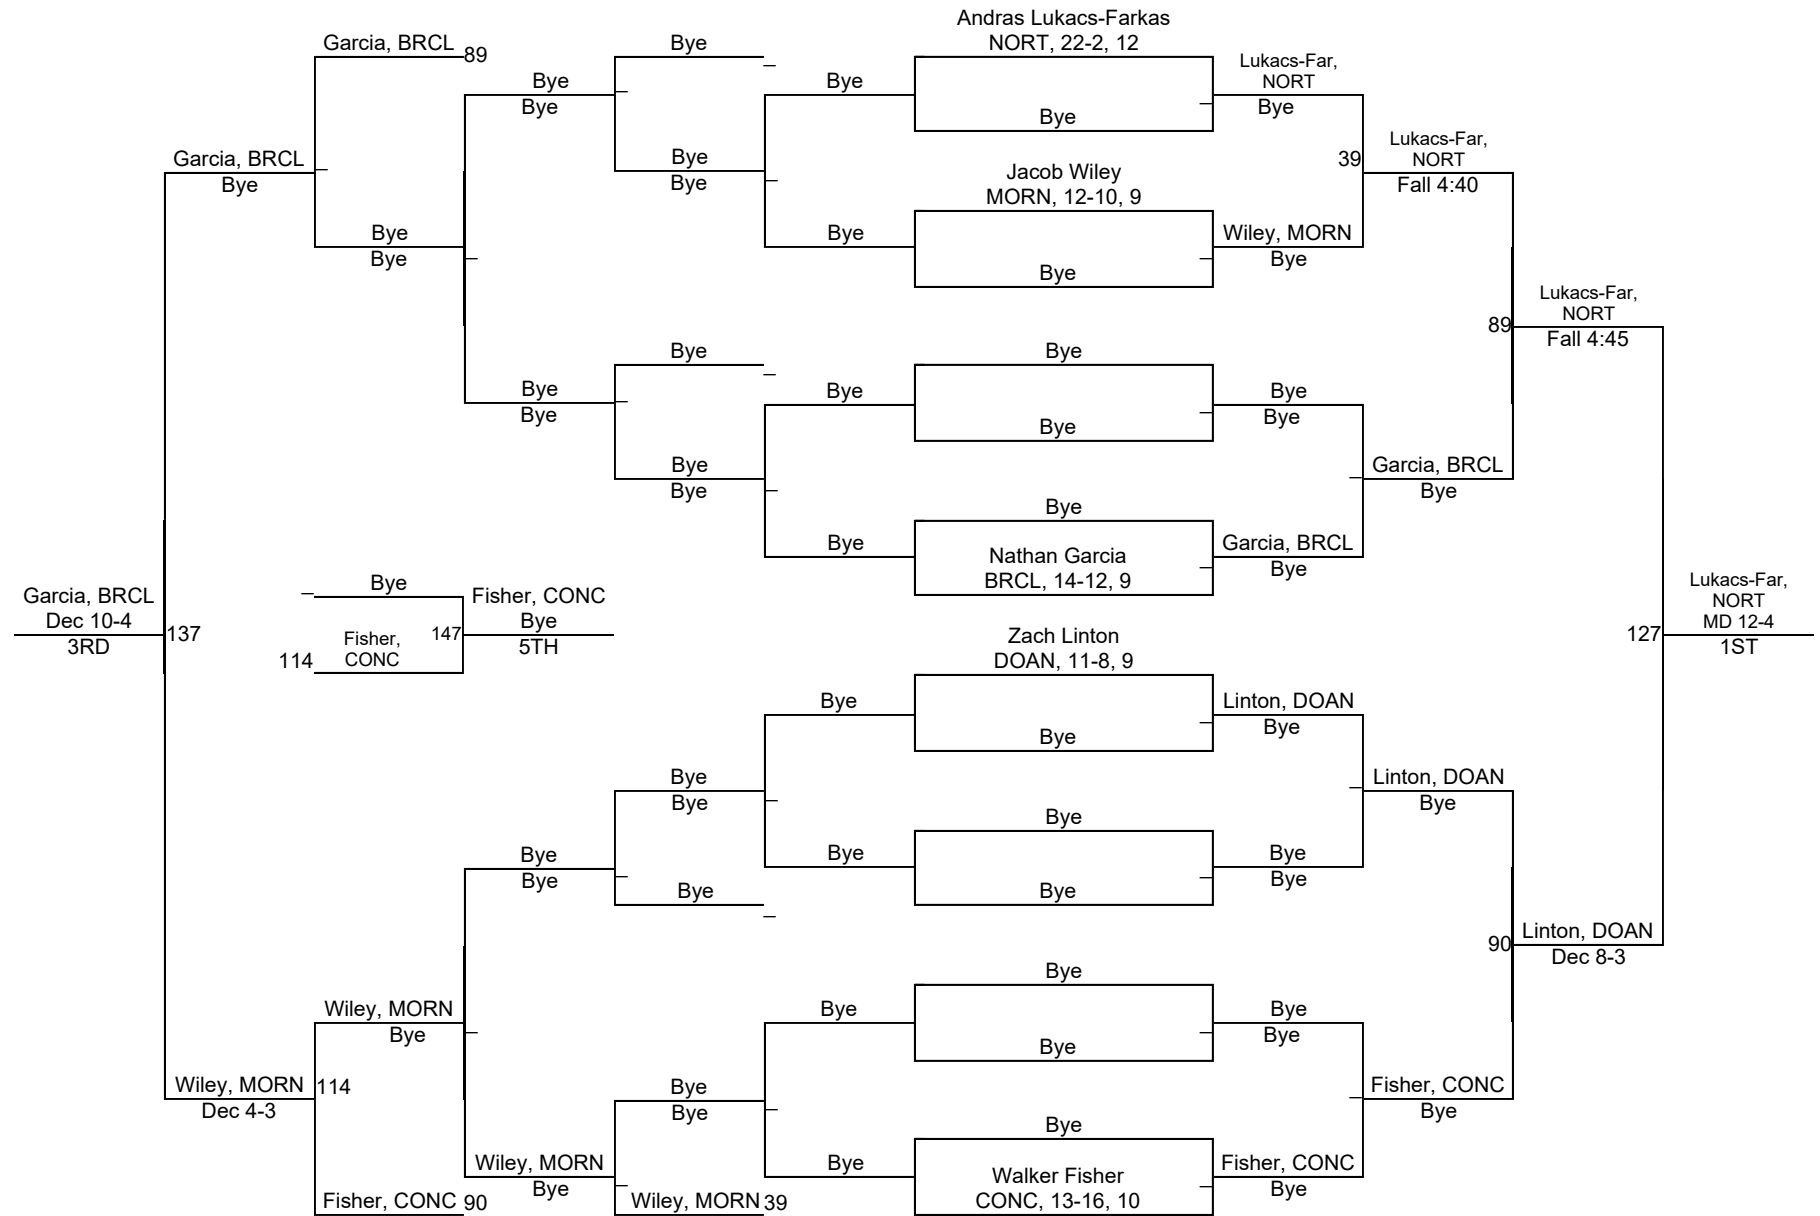 Garcia, BRCL
89
Bye
Andras Lukacs-Farkas
NORT, 22-2, 12
Bye
Bye
Bye
Bye
Lukacs-Far,
NORT
Bye
Garcia, BRCL
Bye
Bye
Bye
Jacob Wiley
MORN, 12-10, 9
39
Lukacs-Far,
NORT
Fall 4:40
Bye
Bye
Bye
Bye
Wiley, MORN
Bye
Bye
Bye
Bye
Bye
Bye
Bye
Bye
Bye
Bye
89
Lukacs-Far,
NORT
Fall 4:45
Bye
Bye
Bye
Bye
Nathan Garcia
BRCL, 14-12, 9
Garcia, BRCL
Bye
Garcia, BRCL
Bye
Garcia, BRCL
Dec 10-4
3RD
137
Bye
114
Fisher,
CONC
147
Fisher, CONC
Bye
5TH
Zach Linton
DOAN, 11-8, 9
127
Lukacs-Far,
NORT
MD 12-4
1ST
Bye
Bye
Linton, DOAN
Bye
Bye
Bye
Linton, DOAN
Bye
Bye
Bye
Bye
Bye
Bye
Bye
Bye
Bye
90
Linton, DOAN
Dec 8-3
Wiley, MORN
Bye
Bye
Bye
Bye
Bye
Bye
Wiley, MORN
Dec 4-3
114
Bye
Bye
Fisher, CONC
Bye
Wiley, MORN
Bye
Bye
Bye
Walker Fisher
CONC, 13-16, 10
Fisher, CONC
Bye
Fisher, CONC
90
Wiley, MORN
39